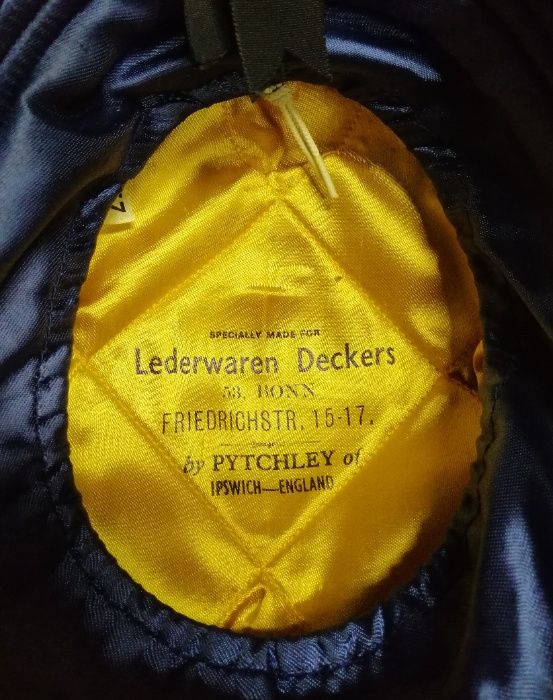 SPECIALLY MADE FOR
Lederwaren Deckers
53. BONN
FRIEDRICHSTR. 15-17.
by PYTCHLEY of
IPSWICH—ENGLAND